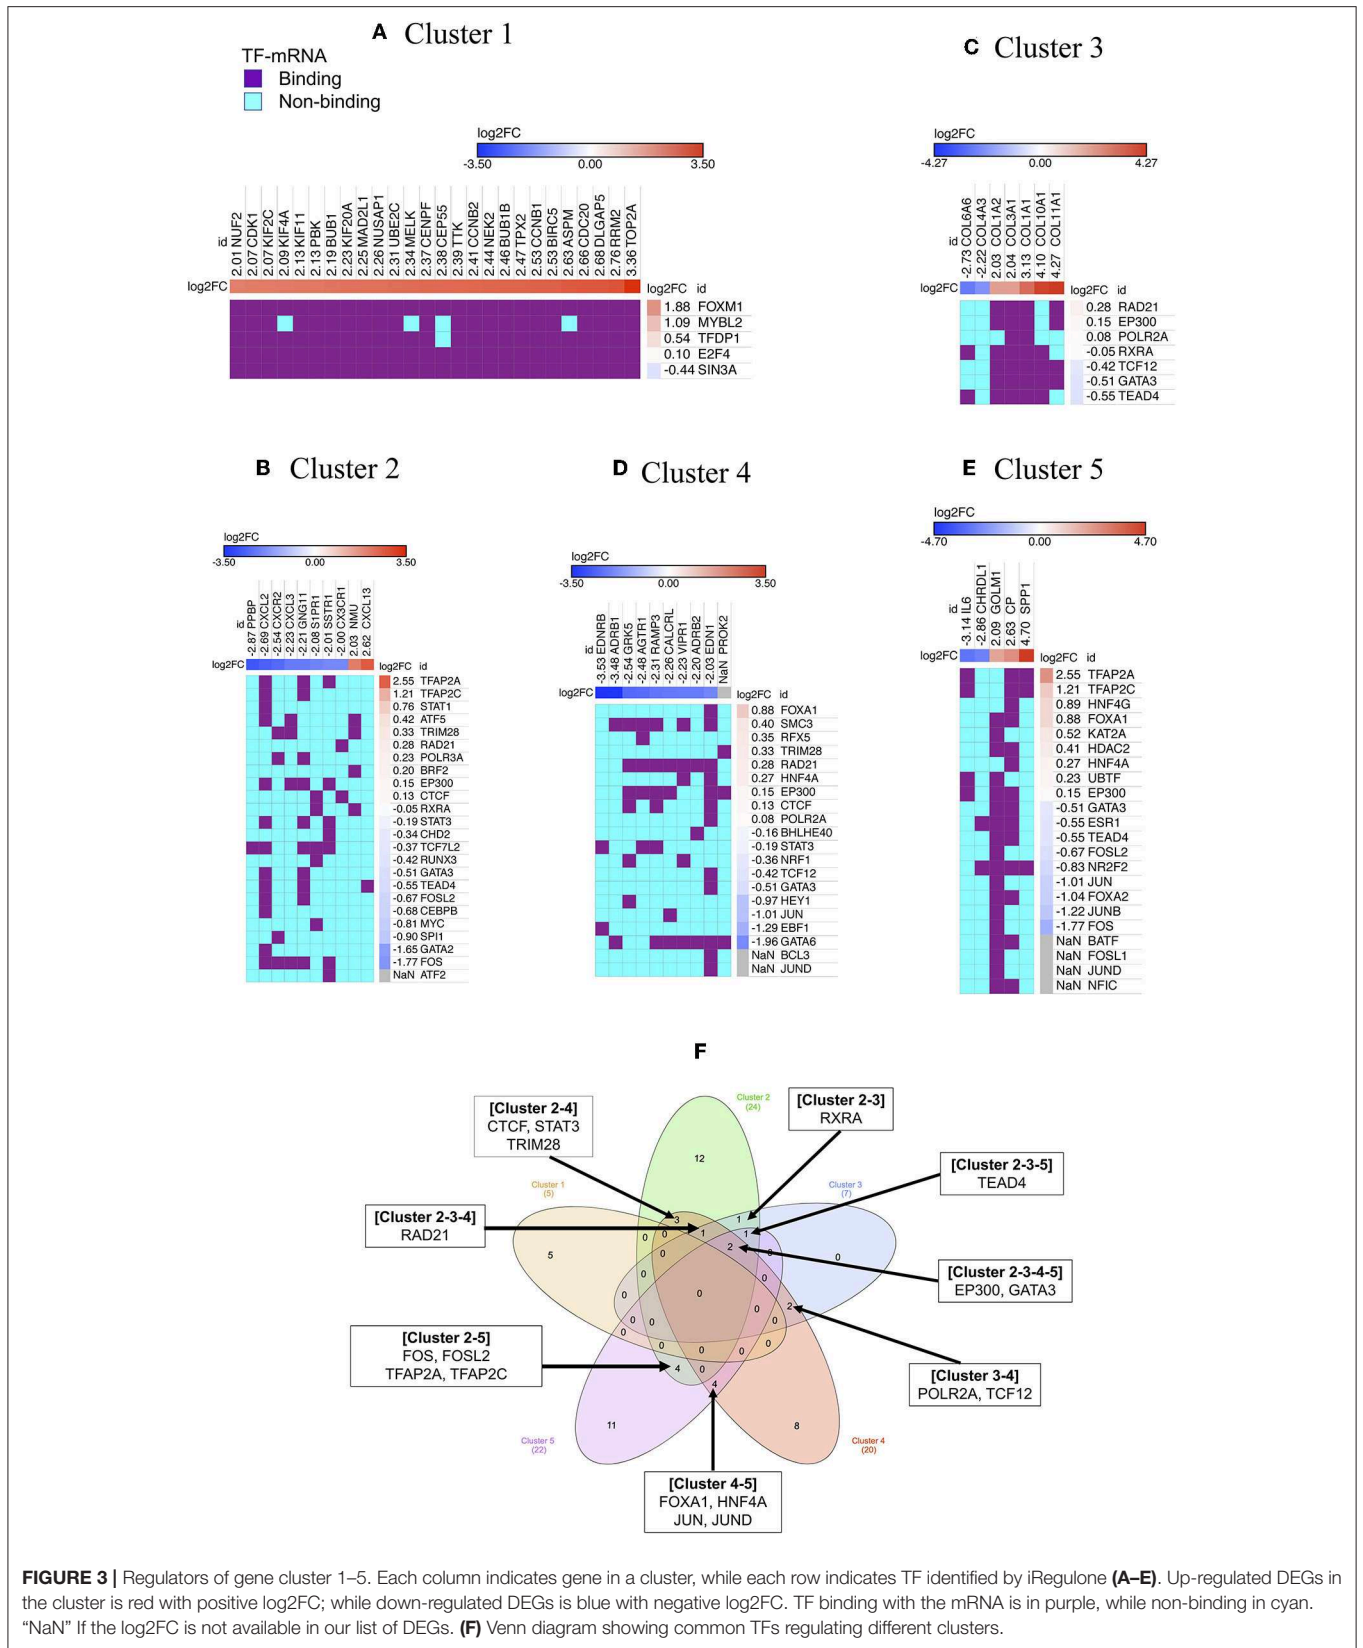 A Cluster 1
TF-mRNA
Binding
Non-binding
log2FC
-3.50 0.00 3.50
id
2.01 NUF2
2.07 CDK1
2.07 KIF2C
2.09 KIF4A
2.13 KIF11
2.13 PBK
2.19 BUB1
2.23 KIF20A
2.25 MAD2L1
2.26 NUSAP1
2.31 UBE2C
2.34 MELK
2.37 CENPF
2.38 CEP55
2.39 TTK
2.41 CCNB2
2.44 NEK2
2.46 BUB1B
2.47 TPX2
2.53 CCNB1
2.53 BIRC5
2.63 ASPM
2.66 CDC20
2.68 DLGAP5
2.76 RRM2
3.36 TOP2A
log2FC
log2FC id
1.88 FOXM1
1.09 MYBL2
0.54 TFDP1
0.10 E2F4
-0.44 SIN3A
C Cluster 3
log2FC
-4.27 0.00 4.27
id
-2.73 COL6A6
-2.22 COL4A3
2.03 COL1A2
2.04 COL3A1
3.13 COL1A1
4.10 COL10A1
4.27 COL11A1
log2FC
log2FC id
0.28 RAD21
0.15 EP300
0.08 POLR2A
-0.05 RXRA
-0.42 TCF12
-0.51 GATA3
-0.55 TEAD4
B Cluster 2
log2FC
-3.50 0.00 3.50
id
-2.87 PPBP
-2.69 CXCL2
-2.54 CXCR2
-2.23 CXCL3
-2.21 GNG11
-2.08 S1PR1
-2.01 SSTR1
-2.00 CX3CR1
2.03 NMU
2.62 CXCL13
log2FC
log2FC id
2.55 TFAP2A
1.21 TFAP2C
0.76 STAT1
0.42 ATF5
0.33 TRIM28
0.28 RAD21
0.23 POLR3A
0.20 BRF2
0.15 EP300
0.13 CTCF
-0.05 RXRA
-0.19 STAT3
-0.34 CHD2
-0.37 TCF7L2
-0.42 RUNX3
-0.51 GATA3
-0.55 TEAD4
-0.67 FOSL2
-0.68 CEBPB
-0.81 MYC
-0.90 SPI1
-1.65 GATA2
-1.77 FOS
NaN ATF2
D Cluster 4
log2FC
-3.50 0.00 3.50
id
-3.53 EDNRB
-3.48 ADRB1
-2.54 GRK5
-2.48 AGTR1
-2.31 RAMP3
-2.26 CALCRL
-2.23 VIPR1
-2.20 ADRB2
-2.03 EDN1
NaN PROK2
log2FC
log2FC id
0.88 FOXA1
0.40 SMC3
0.35 RFX5
0.33 TRIM28
0.28 RAD21
0.27 HNF4A
0.15 EP300
0.13 CTCF
0.08 POLR2A
-0.16 BHLHE40
-0.19 STAT3
-0.36 NRF1
-0.42 TCF12
-0.51 GATA3
-0.97 HEY1
-1.01 JUN
-1.29 EBF1
-1.96 GATA6
NaN BCL3
NaN JUND
E Cluster 5
log2FC
-4.70 0.00 4.70
id
-3.14 IL6
-2.86 CHRDL1
2.09 GOLM1
2.63 CP
4.70 SPP1
log2FC
log2FC id
2.55 TFAP2A
1.21 TFAP2C
0.89 HNF4G
0.88 FOXA1
0.52 KAT2A
0.41 HDAC2
0.27 HNF4A
0.23 UBTF
0.15 EP300
-0.51 GATA3
-0.55 ESR1
-0.55 TEAD4
-0.67 FOSL2
-0.83 NR2F2
-1.01 JUN
-1.04 FOXA2
-1.22 JUNB
-1.77 FOS
NaN BATF
NaN FOSL1
NaN JUND
NaN NFIC
F
Cluster 2
(24)
[Cluster 2-4]
CTCF, STAT3
TRIM28
[Cluster 2-3]
RXRA
12
[Cluster 2-3-5]
TEAD4
Cluster 1
(5)
Cluster 3
(7)
[Cluster 2-3-4]
RAD21
3 1
0 0 1 1
5 0 2 0 0
[Cluster 2-3-4-5]
EP300, GATA3
0 0
0 0 0 2
0 0 0
0 0 0 0 0
[Cluster 2-5]
FOS, FOSL2
TFAP2A, TFAP2C
4 0
4
[Cluster 3-4]
POLR2A, TCF12
11 8
Cluster 5
(22)
Cluster 4
(20)
[Cluster 4-5]
FOXA1, HNF4A
JUN, JUND
FIGURE 3 | Regulators of gene cluster 1–5. Each column indicates gene in a cluster, while each row indicates TF identified by iRegulone (A–E). Up-regulated DEGs in
the cluster is red with positive log2FC; while down-regulated DEGs is blue with negative log2FC. TF binding with the mRNA is in purple, while non-binding in cyan.
“NaN” If the log2FC is not available in our list of DEGs. (F) Venn diagram showing common TFs regulating different clusters.